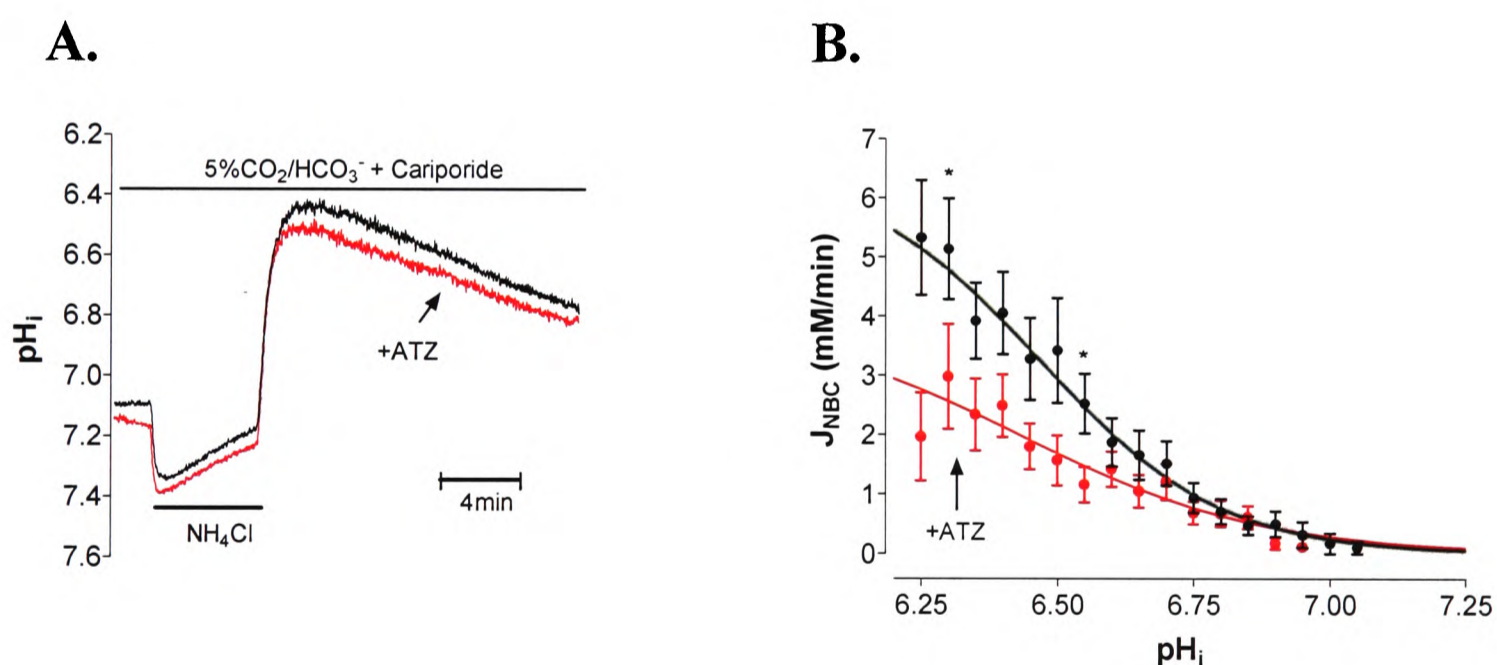 A.
6.2
6.4
6.6
6.8
7.0
7.2
7.4
7.6
pHi
5%CO₂/HCO₃⁻ + Cariporide
+ATZ
4min
NH₄Cl
B.
7
6
5
4
3
2
1
0
J_NBC (mM/min)
*
*
+ATZ
6.25 6.50 6.75 7.00 7.25
pHi